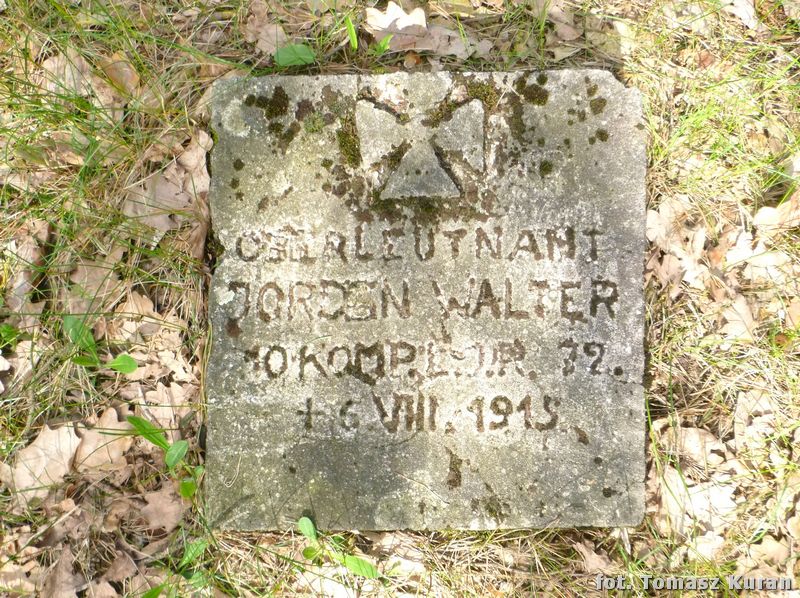 OBERLEUTNANT
JORDEN WALTER
10 KOMP. L.J.R. 72.
+ 6. VIII. 1915.
fot. Tomasz Kuran